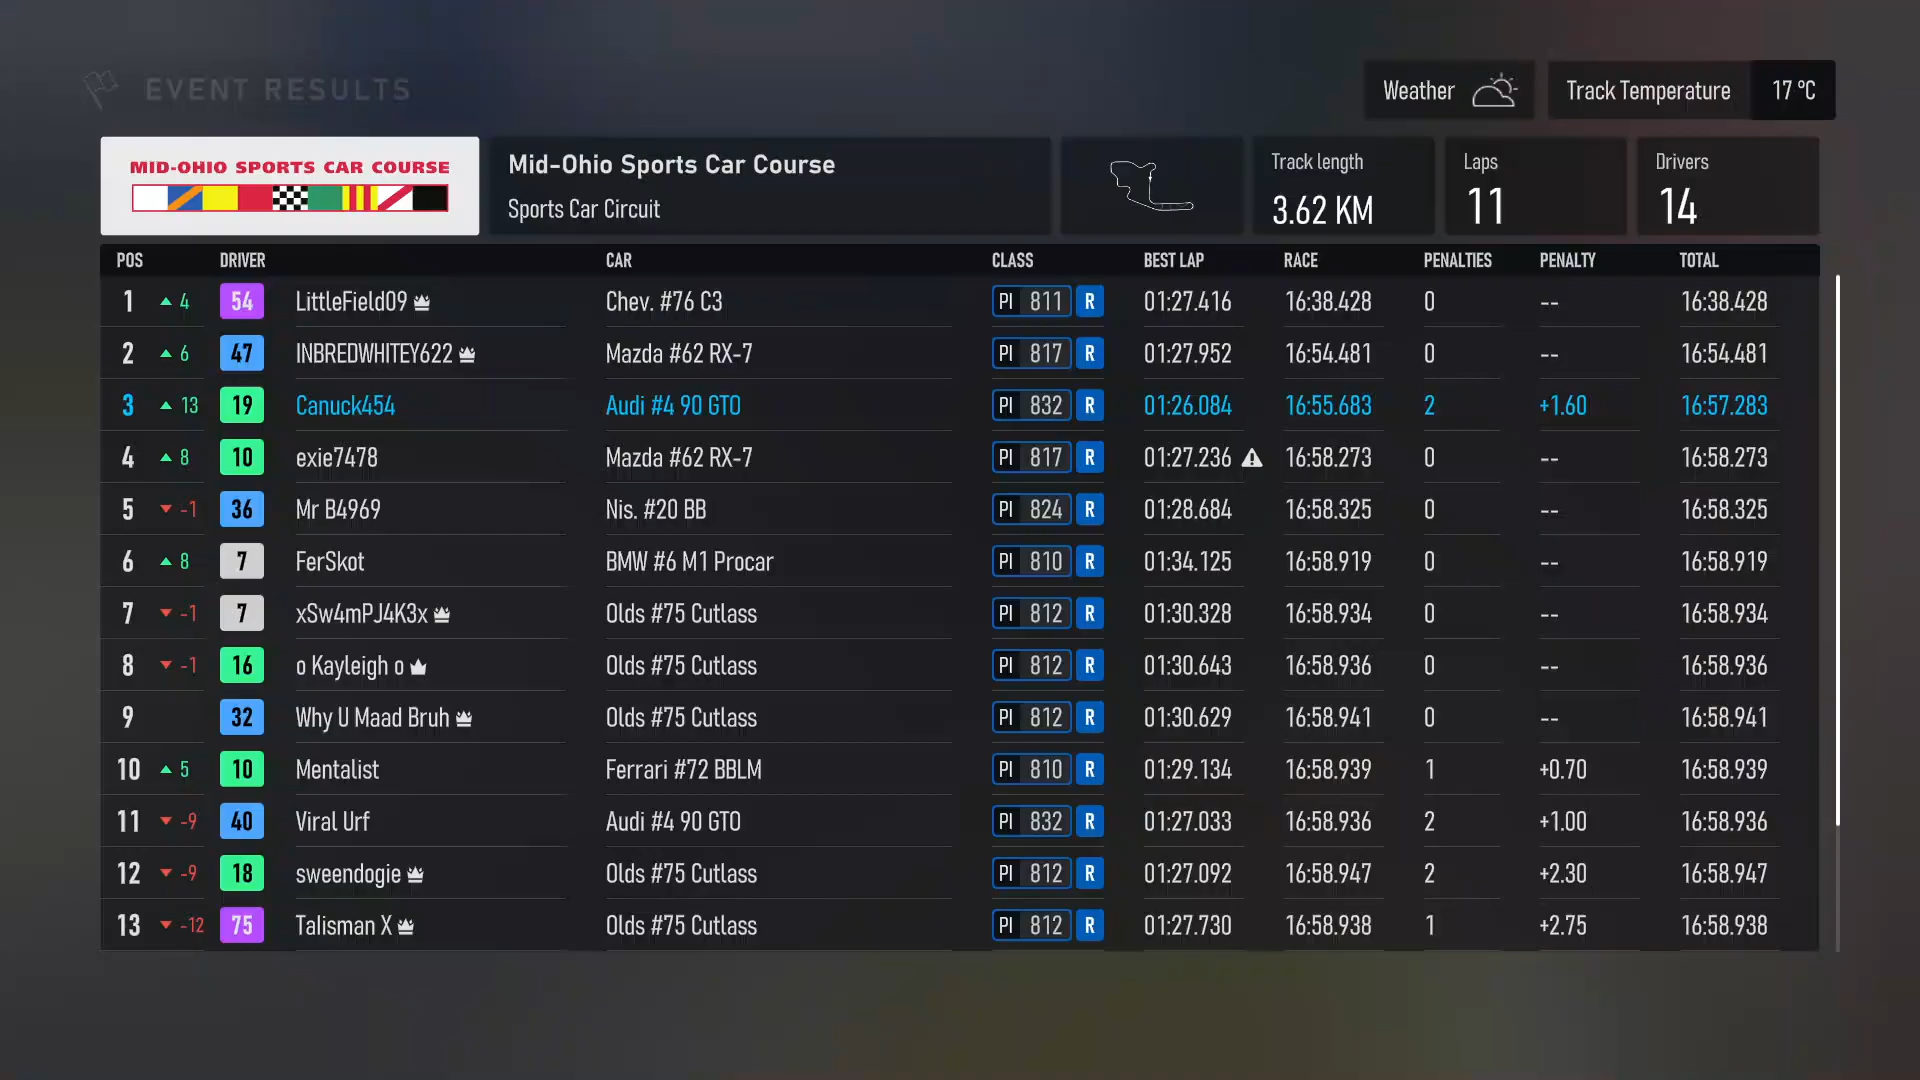 EVENT RESULTS
Weather Track Temperature 17 °C
MID-OHIO SPORTS CAR COURSE
Mid-Ohio Sports Car Course
Sports Car Circuit
Track length
3.62 KM
Laps
11
Drivers
14
POS DRIVER CAR CLASS BEST LAP RACE PENALTIES PENALTY TOTAL
1 4 54 LittleField09 Chev. #76 C3 PI 811 R 01:27.416 16:38.428 0 -- 16:38.428
2 6 47 INBREDWHITEY622 Mazda #62 RX-7 PI 817 R 01:27.952 16:54.481 0 -- 16:54.481
3 13 19 Canuck454 Audi #4 90 GTO PI 832 R 01:26.084 16:55.683 2 +1.60 16:57.283
4 8 10 exie7478 Mazda #62 RX-7 PI 817 R 01:27.236 16:58.273 0 -- 16:58.273
5 -1 36 Mr B4969 Nis. #20 BB PI 824 R 01:28.684 16:58.325 0 -- 16:58.325
6 8 7 FerSkot BMW #6 M1 Procar PI 810 R 01:34.125 16:58.919 0 -- 16:58.919
7 -1 7 xSw4mPJ4K3x Olds #75 Cutlass PI 812 R 01:30.328 16:58.934 0 -- 16:58.934
8 -1 16 o Kayleigh o Olds #75 Cutlass PI 812 R 01:30.643 16:58.936 0 -- 16:58.936
9 32 Why U Maad Bruh Olds #75 Cutlass PI 812 R 01:30.629 16:58.941 0 -- 16:58.941
10 5 10 Mentalist Ferrari #72 BBLM PI 810 R 01:29.134 16:58.939 1 +0.70 16:58.939
11 -9 40 Viral Urf Audi #4 90 GTO PI 832 R 01:27.033 16:58.936 2 +1.00 16:58.936
12 -9 18 sweendogie Olds #75 Cutlass PI 812 R 01:27.092 16:58.947 2 +2.30 16:58.947
13 -12 75 Talisman X Olds #75 Cutlass PI 812 R 01:27.730 16:58.938 1 +2.75 16:58.938